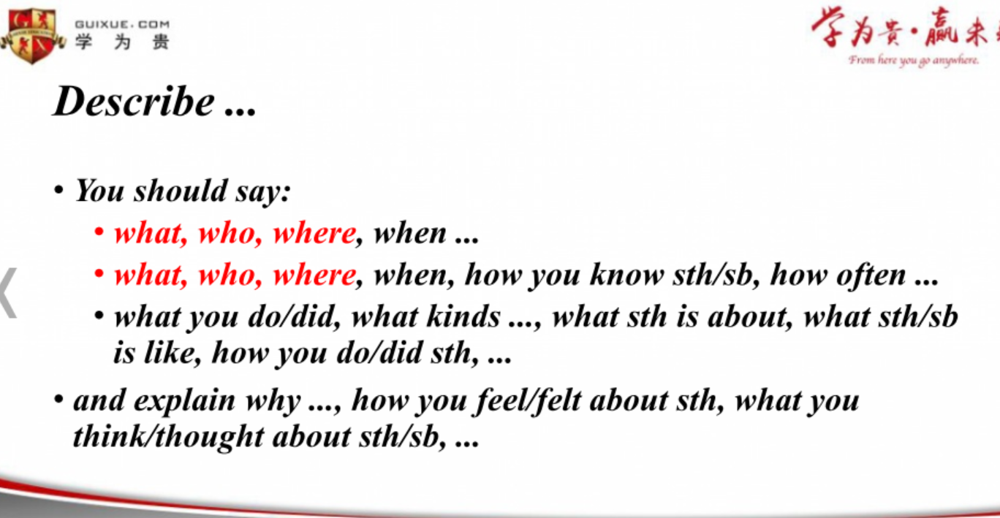 GUIXUE.COM
学 为 贵
学为贵·赢未
From here you go anywhere.
Describe ...
• You should say:
• what, who, where, when ...
• what, who, where, when, how you know sth/sb, how often ...
• what you do/did, what kinds ..., what sth is about, what sth/sb
is like, how you do/did sth, ...
• and explain why ..., how you feel/felt about sth, what you
think/thought about sth/sb, ...